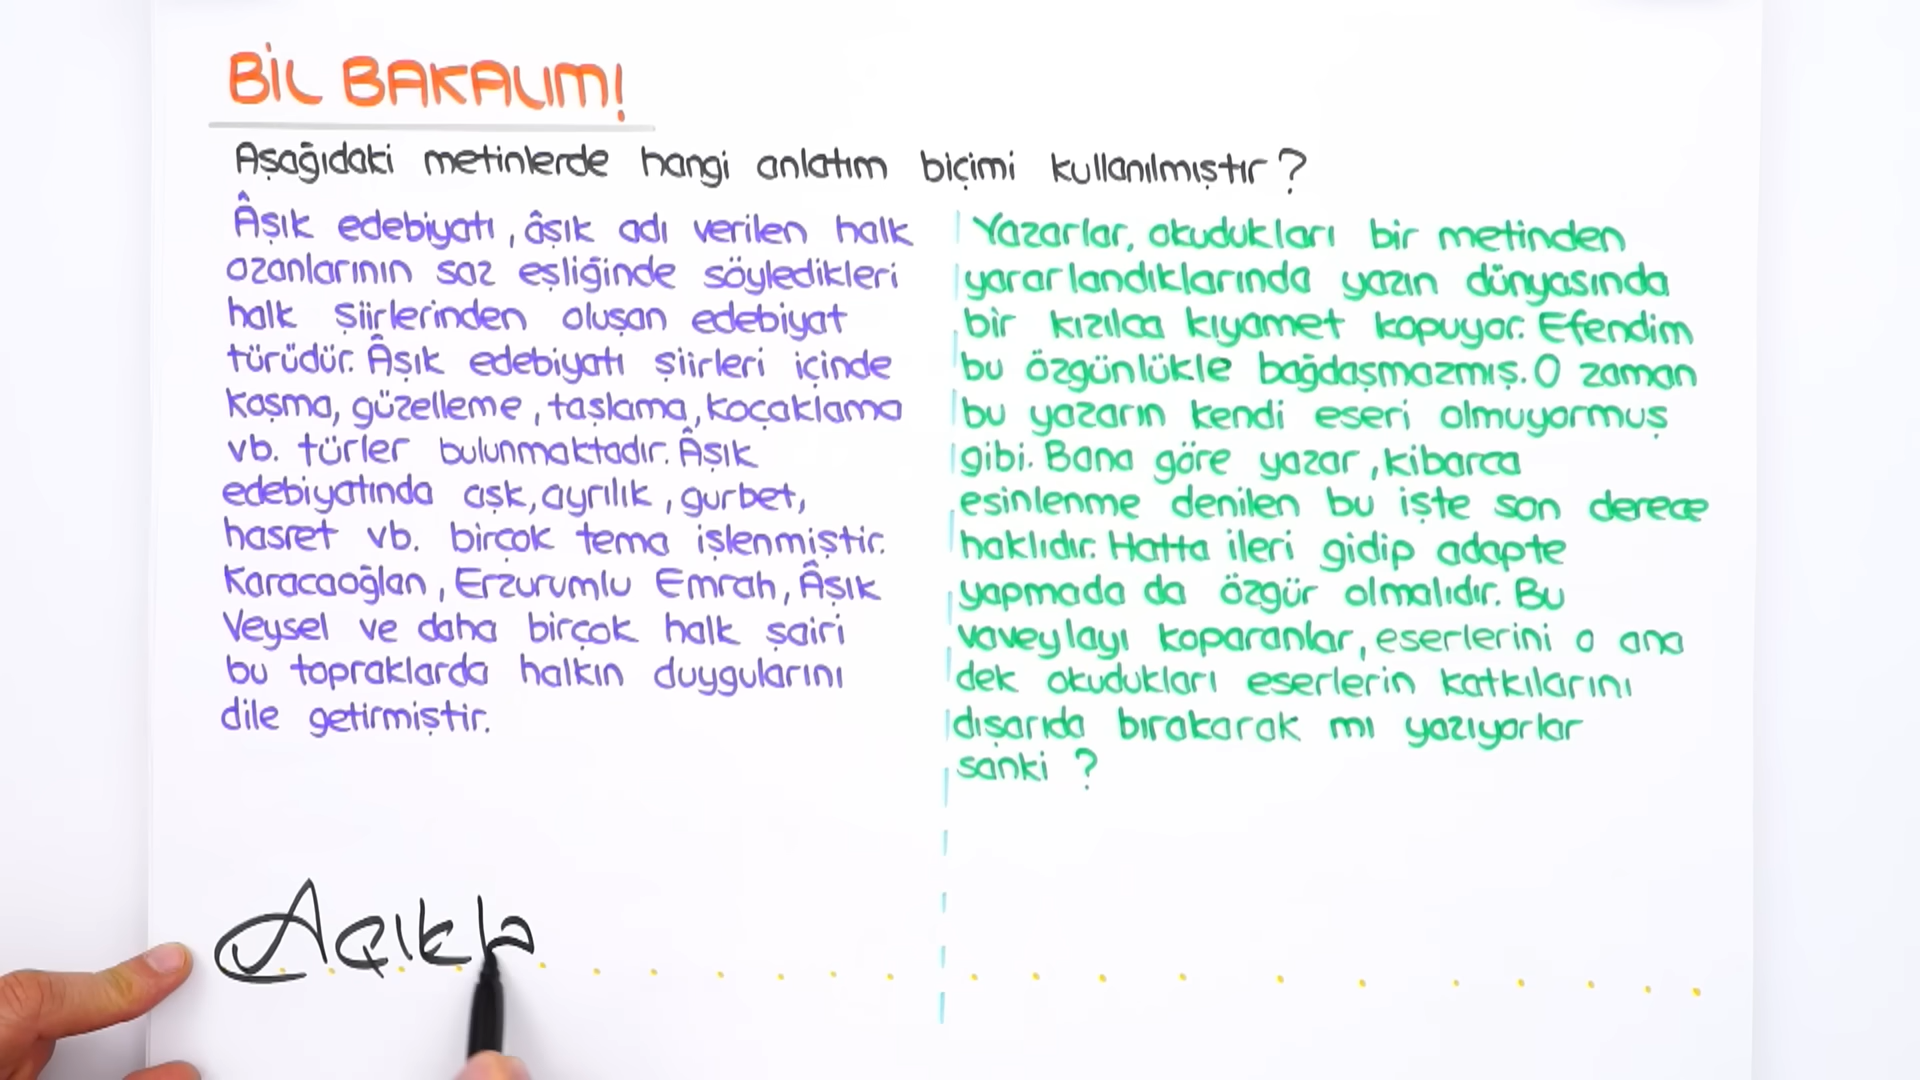 BİL BAKALIM!
Aşağıdaki metinlerde hangi anlatım biçimi kullanılmıştır?
Âşık edebiyatı, âşık adı verilen halk
ozanlarının saz eşliğinde söyledikleri
halk şiirlerinden oluşan edebiyat
türüdür. Âşık edebiyatı şiirleri içinde
koşma, güzelleme, taşlama, koçaklama
vb. türler bulunmaktadır. Âşık
edebiyatında aşk, ayrılık, gurbet,
hasret vb. birçok tema işlenmiştir.
Karacaoğlan, Erzurumlu Emrah, Âşık
Veysel ve daha birçok halk şairi
bu topraklarda halkın duygularını
dile getirmiştir.
Yazarlar, okudukları bir metinden
yararlandıklarında yazın dünyasında
bir kızılca kıyamet kopuyor. Efendim
bu özgünlükle bağdaşmazmış. O zaman
bu yazarın kendi eseri olmuyormuş
gibi. Bana göre yazar, kibarca
esinlenme denilen bu işte son derece
haklıdır. Hatta ileri gidip adapte
yapmada da özgür olmalıdır. Bu
vaveylayı koparanlar, eserlerini o ana
dek okudukları eserlerin katkılarını
dışarıda bırakarak mı yazıyorlar
sanki ?
Açıkla